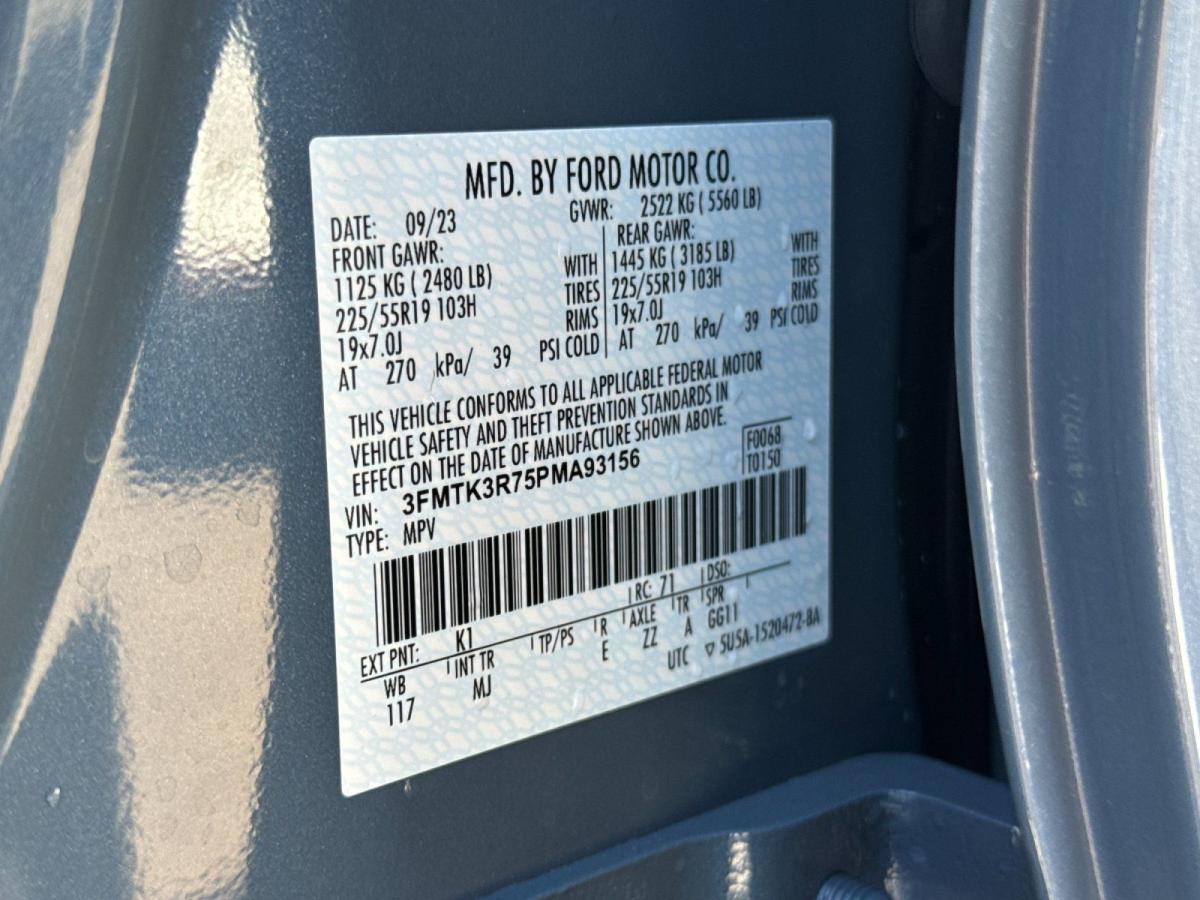 MFD. BY FORD MOTOR CO.
DATE: 09/23 GVWR: 2522 KG ( 5560 LB)
FRONT GAWR: REAR GAWR:
1125 KG ( 2480 LB) WITH 1445 KG ( 3185 LB) WITH
225/55R19 103H TIRES 225/55R19 103H TIRES
19x7.0J RIMS 19x7.0J RIMS
AT 270 kPa/ 39 PSI COLD AT 270 kPa/ 39 PSI COLD
THIS VEHICLE CONFORMS TO ALL APPLICABLE FEDERAL MOTOR
VEHICLE SAFETY AND THEFT PREVENTION STANDARDS IN
EFFECT ON THE DATE OF MANUFACTURE SHOWN ABOVE.
F0068
T0150
VIN: 3FMTK3R75PMA93156
TYPE: MPV
EXT PNT: K1 RC: 71 DSO:
WB INT TR TP/PS R AXLE TR SPR
117 MJ E ZZ A GG11
UTC ▽ 5U5A-1520472-BA